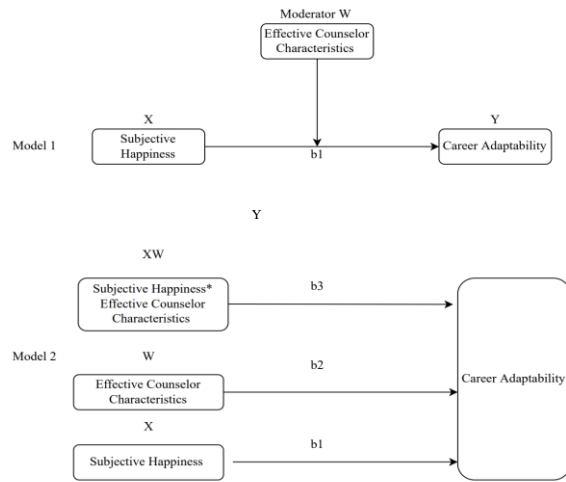 Moderator W
Effective Counselor
Characteristics
X
Y
Model 1
Subjective
Happiness
b1
Career Adaptability
Y
XW
Subjective Happiness*
Effective Counselor
Characteristics
b3
Model 2
W
b2
Effective Counselor
Characteristics
Career Adaptability
X
b1
Subjective Happiness